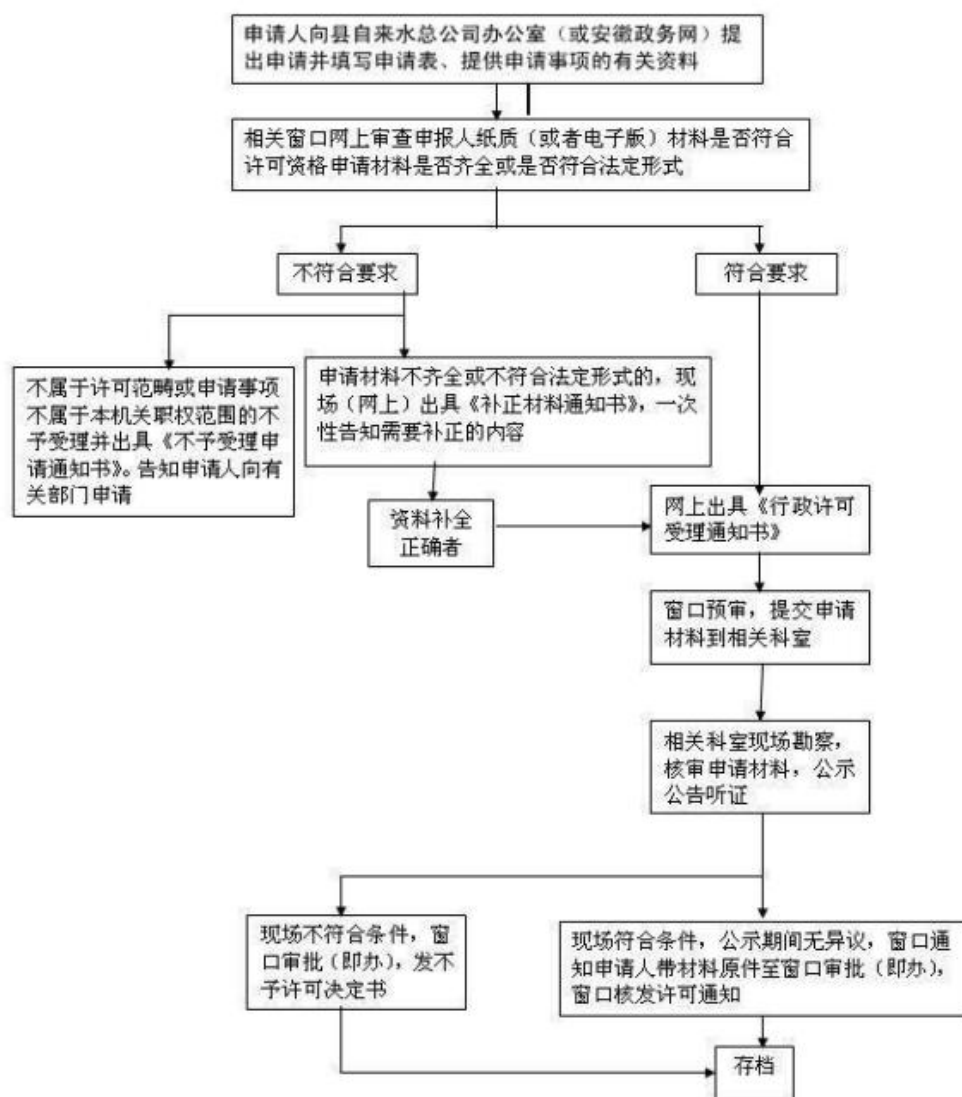 申请人向县自来水总公司办公室（或安徽政务网）提
出申请并填写申请表、提供申请事项的有关资料
相关窗口网上审查申报人纸质（或者电子版）材料是否符合
许可资格申请材料是否齐全或是否符合法定形式
不符合要求
符合要求
不属于许可范畴或申请事项
不属于本机关职权范围的不
予受理并出具《不予受理申
请通知书》。告知申请人向有
关部门申请
申请材料不齐全或不符合法定形式的，现
场（网上）出具《补正材料通知书》，一次
性告知需要补正的内容
资料补全
正确者
网上出具《行政许可
受理通知书》
窗口预审，提交申请
材料到相关科室
相关科室现场勘察，
核审申请材料，公示
公告听证
现场不符合条件，窗
口审批（即办），发不
予许可决定书
现场符合条件，公示期间无异议，窗口通
知申请人带材料原件至窗口审批（即办），
窗口核发许可通知
存档